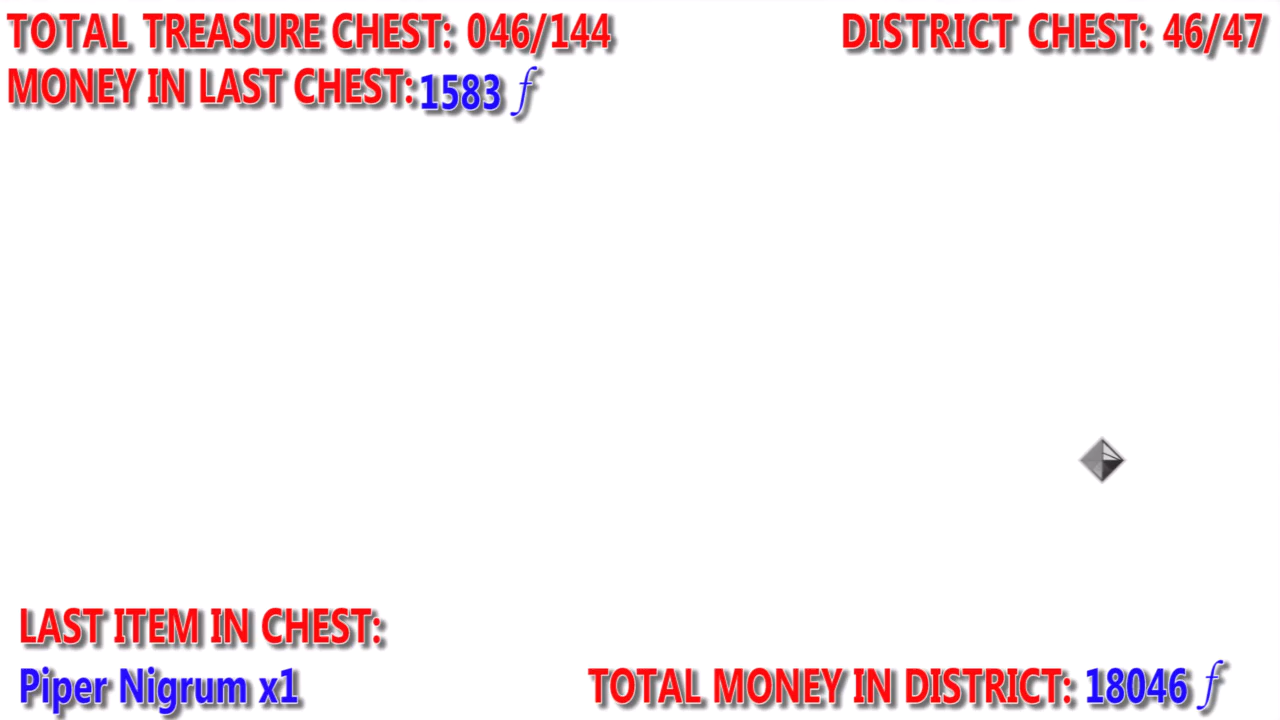 TOTAL TREASURE CHEST: 046/144
DISTRICT CHEST: 46/47
MONEY IN LAST CHEST: 1583 ƒ
LAST ITEM IN CHEST:
Piper Nigrum x1
TOTAL MONEY IN DISTRICT: 18046 ƒ